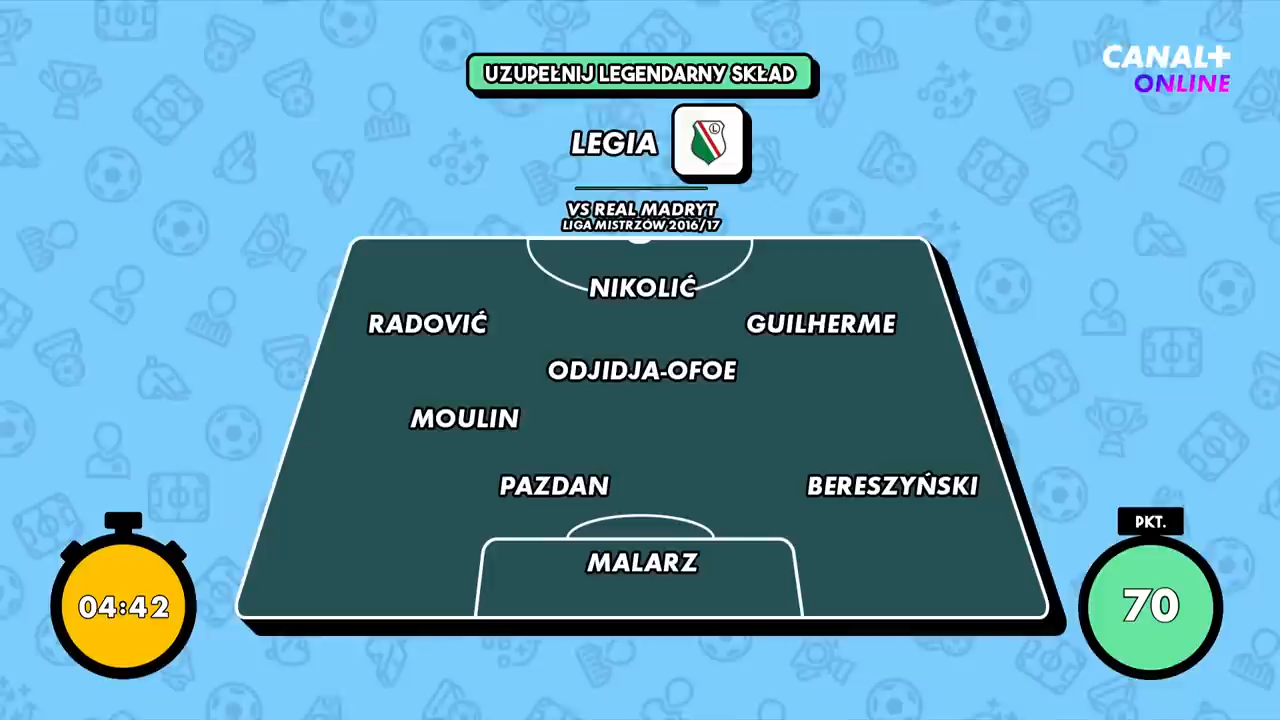 CANAL+
ONLINE
UZUPEŁNIJ LEGENDARNY SKŁAD
LEGIA
L
VS REAL MADRYT
LIGA MISTRZÓW 2016/17
NIKOLIĆ
RADOVIĆ
GUILHERME
ODJIDJA-OFOE
MOULIN
PAZDAN
BERESZYŃSKI
MALARZ
04:42
PKT.
70